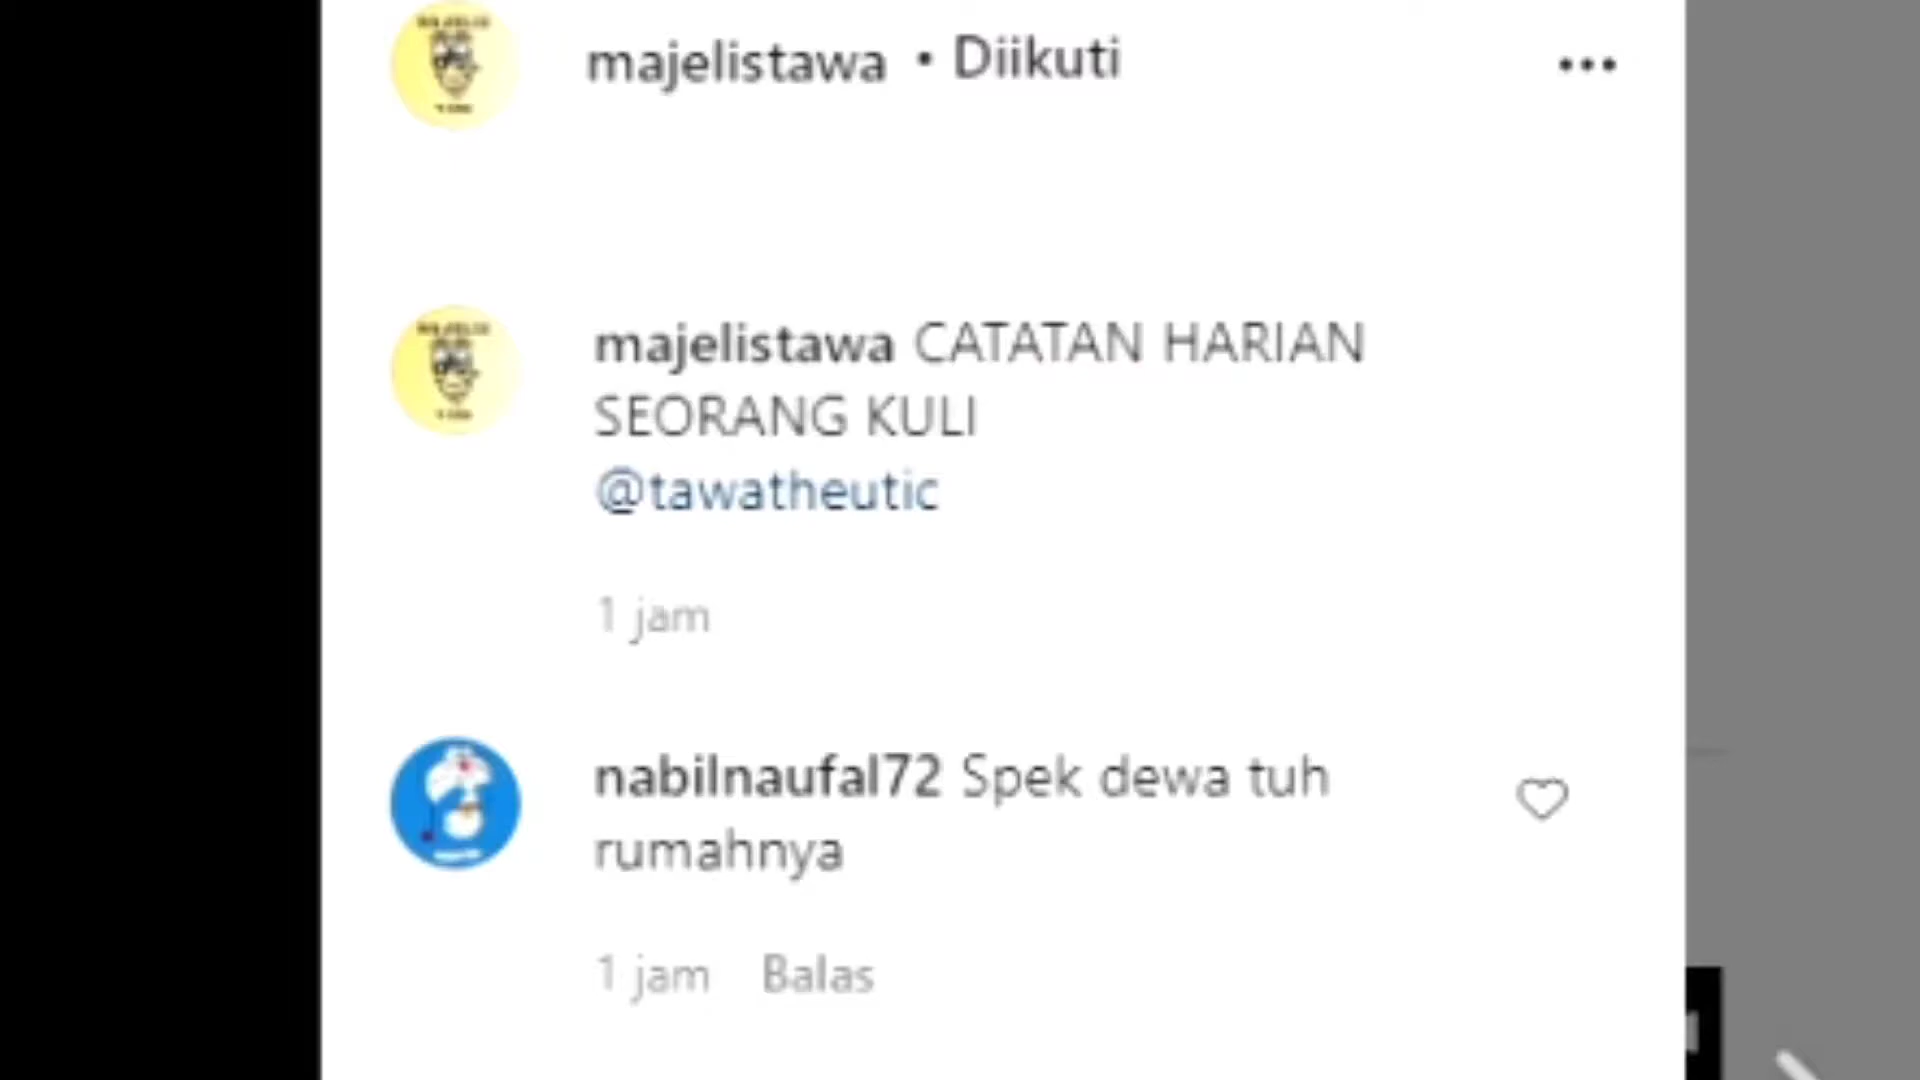 majelistawa • Diikuti
majelistawa CATATAN HARIAN
SEORANG KULI
@tawatheutic
1 jam
nabilnaufal72 Spek dewa tuh
rumahnya
1 jam Balas